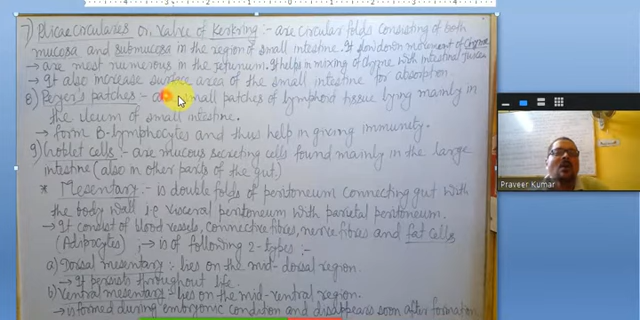 7) Plicae circulares or Valve of Kerkring :- are circular folds consisting of both
mucosa and submucosa in the region of small intestine. It slow down movement of chyme
→ are most numerous in the jejunum. It helps in mixing of chyme with intestinal juices
→ It also increase surface area of the small intestine for absorption.
8) Peyer's patches :- are small patches of lymphoid tissue lying mainly in
the ileum of small intestine.
→ form B-lymphocytes and thus help in giving immunity.
9) Goblet cells :- are mucous secreting cells found mainly in the large
intestine (also in other parts of the gut)
* Mesentary :- is double folds of peritoneum connecting gut with
the body wall i.e visceral peritoneum with parietal peritoneum.
→ It consist of blood vessels, connective fibres, nerve fibres and fat cells
(Adipocytes) ;→ is of following 2-types :-
a) Dorsal mesentary :- lies on the mid-dorsal region.
→ It persists throughout life.
b) Ventral mesentary :- lies on the mid-ventral region.
→ is formed during embryonic condition and disappears soon after formation
Praveer Kumar